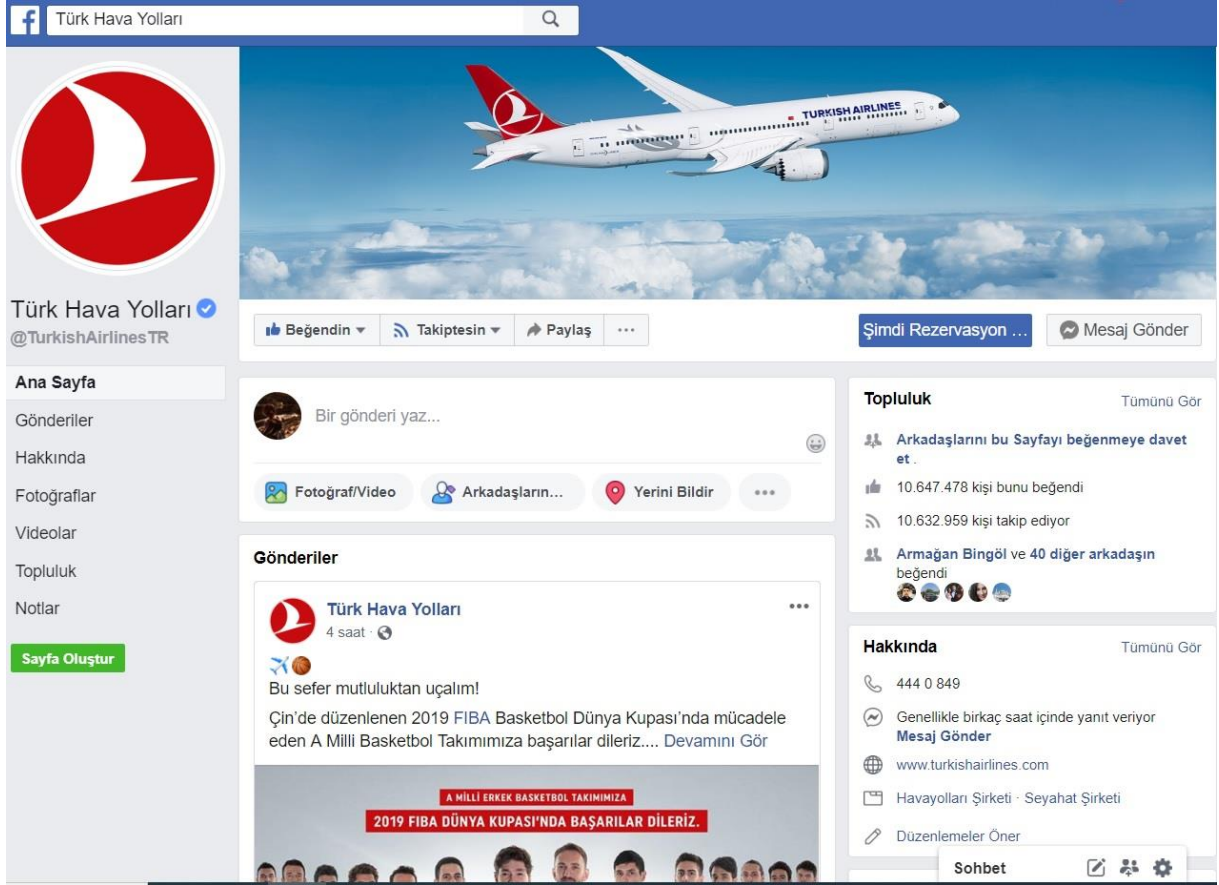 Türk Hava Yolları
TURKISH AIRLINES
Türk Hava Yolları
@TurkishAirlinesTR
Beğendin
Takiptesin
Paylaş
Şimdi Rezervasyon ...
Mesaj Gönder
Ana Sayfa
Gönderiler
Hakkında
Fotoğraflar
Videolar
Topluluk
Notlar
Sayfa Oluştur
Bir gönderi yaz...
Fotoğraf/Video
Arkadaşların...
Yerini Bildir
Gönderiler
Türk Hava Yolları
4 saat ·
Bu sefer mutluluktan uçalım!
Çin’de düzenlenen 2019 FIBA Basketbol Dünya Kupası’nda mücadele
eden A Milli Basketbol Takımımıza başarılar dileriz.... Devamını Gör
A MİLLİ ERKEK BASKETBOL TAKIMIMIZA
2019 FIBA DÜNYA KUPASI’NDA BAŞARILAR DİLERİZ.
Topluluk
Tümünü Gör
Arkadaşlarını bu Sayfayı beğenmeye davet
et .
10.647.478 kişi bunu beğendi
10.632.959 kişi takip ediyor
Armağan Bingöl ve 40 diğer arkadaşın
beğendi
Hakkında
Tümünü Gör
444 0 849
Genellikle birkaç saat içinde yanıt veriyor
Mesaj Gönder
www.turkishairlines.com
Havayolları Şirketi · Seyahat Şirketi
Düzenlemeler Öner
Sohbet